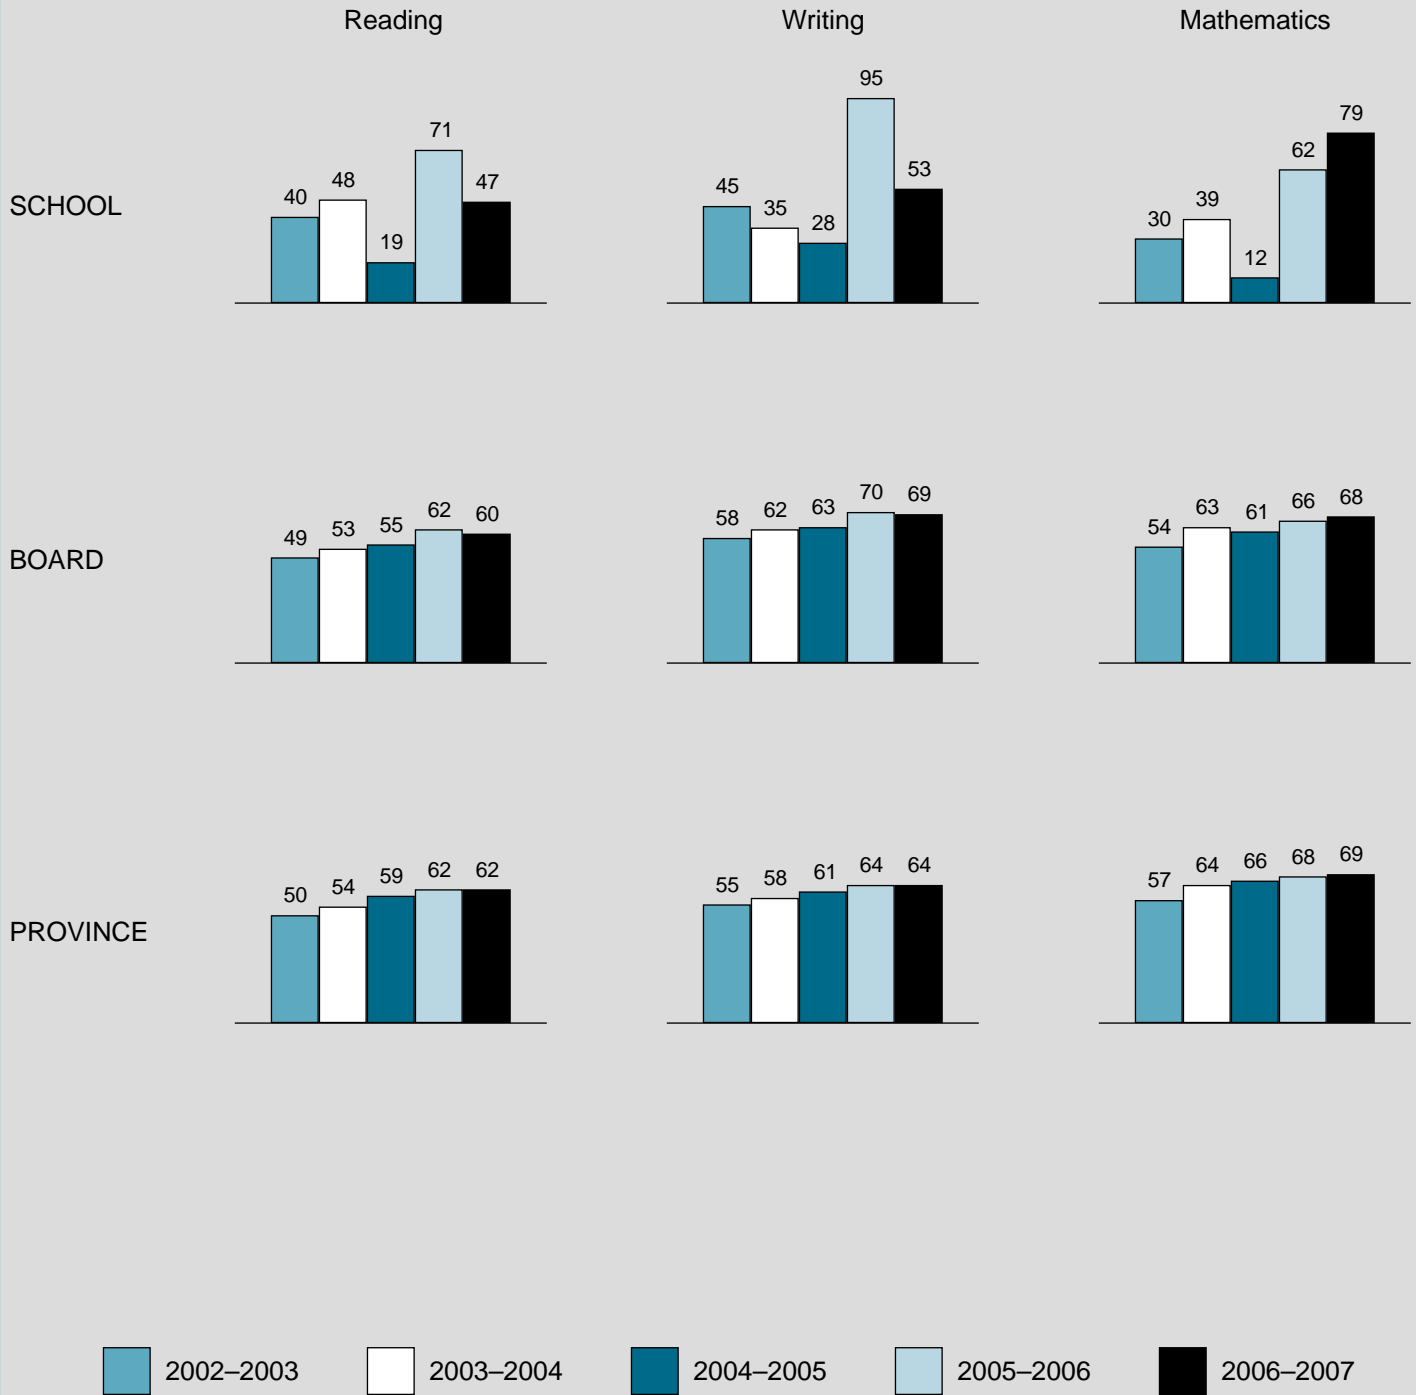 Reading Writing Mathematics
SCHOOL
40 48 19 71 47
45 35 28 95 53
30 39 12 62 79
BOARD
49 53 55 62 60
58 62 63 70 69
54 63 61 66 68
PROVINCE
50 54 59 62 62
55 58 61 64 64
57 64 66 68 69
2002–2003 2003–2004 2004–2005 2005–2006 2006–2007